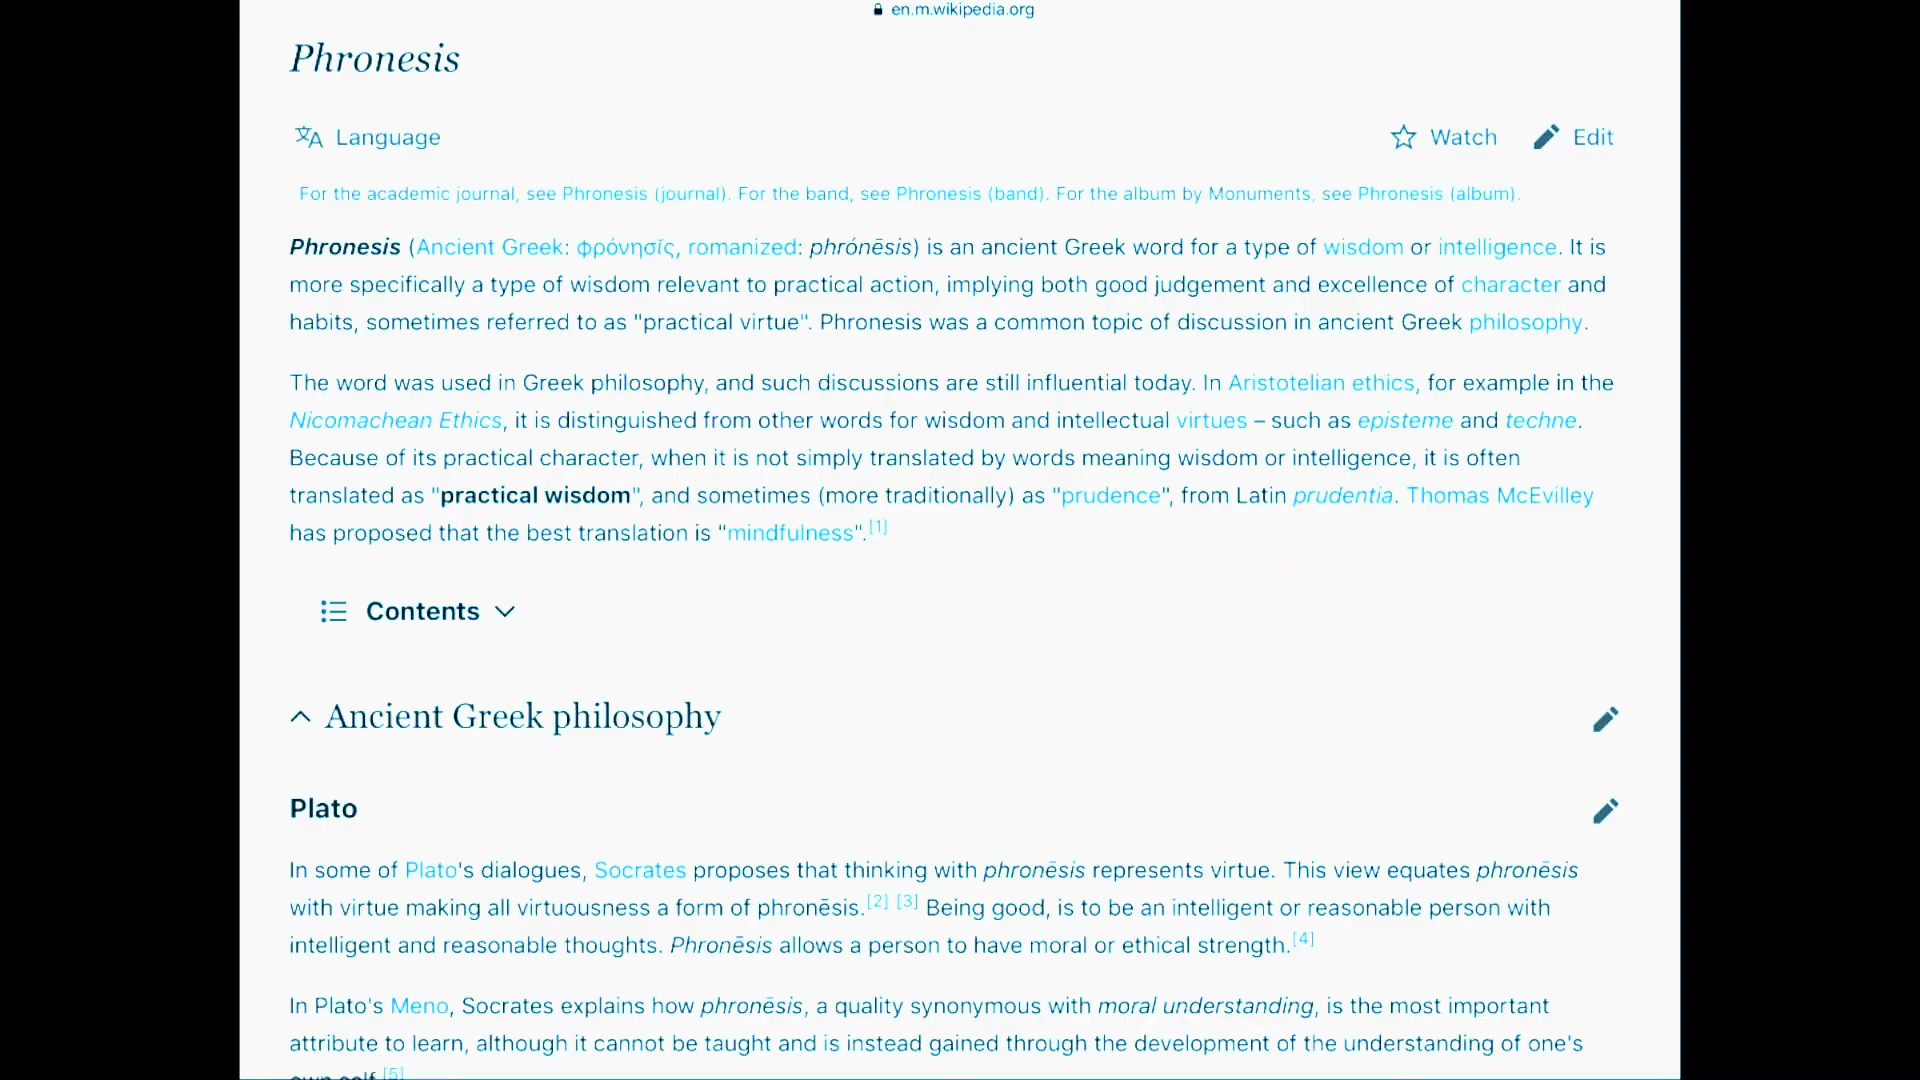 en.m.wikipedia.org
Phronesis
Language
Watch
Edit
For the academic journal, see Phronesis (journal). For the band, see Phronesis (band). For the album by Monuments, see Phronesis (album).
Phronesis (Ancient Greek: φρόνησῐς, romanized: phrónēsis) is an ancient Greek word for a type of wisdom or intelligence. It is
more specifically a type of wisdom relevant to practical action, implying both good judgement and excellence of character and
habits, sometimes referred to as "practical virtue". Phronesis was a common topic of discussion in ancient Greek philosophy.
The word was used in Greek philosophy, and such discussions are still influential today. In Aristotelian ethics, for example in the
Nicomachean Ethics, it is distinguished from other words for wisdom and intellectual virtues – such as episteme and techne.
Because of its practical character, when it is not simply translated by words meaning wisdom or intelligence, it is often
translated as "practical wisdom", and sometimes (more traditionally) as "prudence", from Latin prudentia. Thomas McEvilley
has proposed that the best translation is "mindfulness".[1]
Contents
Ancient Greek philosophy
Plato
In some of Plato's dialogues, Socrates proposes that thinking with phronēsis represents virtue. This view equates phronēsis
with virtue making all virtuousness a form of phronēsis.[2] [3] Being good, is to be an intelligent or reasonable person with
intelligent and reasonable thoughts. Phronēsis allows a person to have moral or ethical strength.[4]
In Plato's Meno, Socrates explains how phronēsis, a quality synonymous with moral understanding, is the most important
attribute to learn, although it cannot be taught and is instead gained through the development of the understanding of one's
own self.[5]